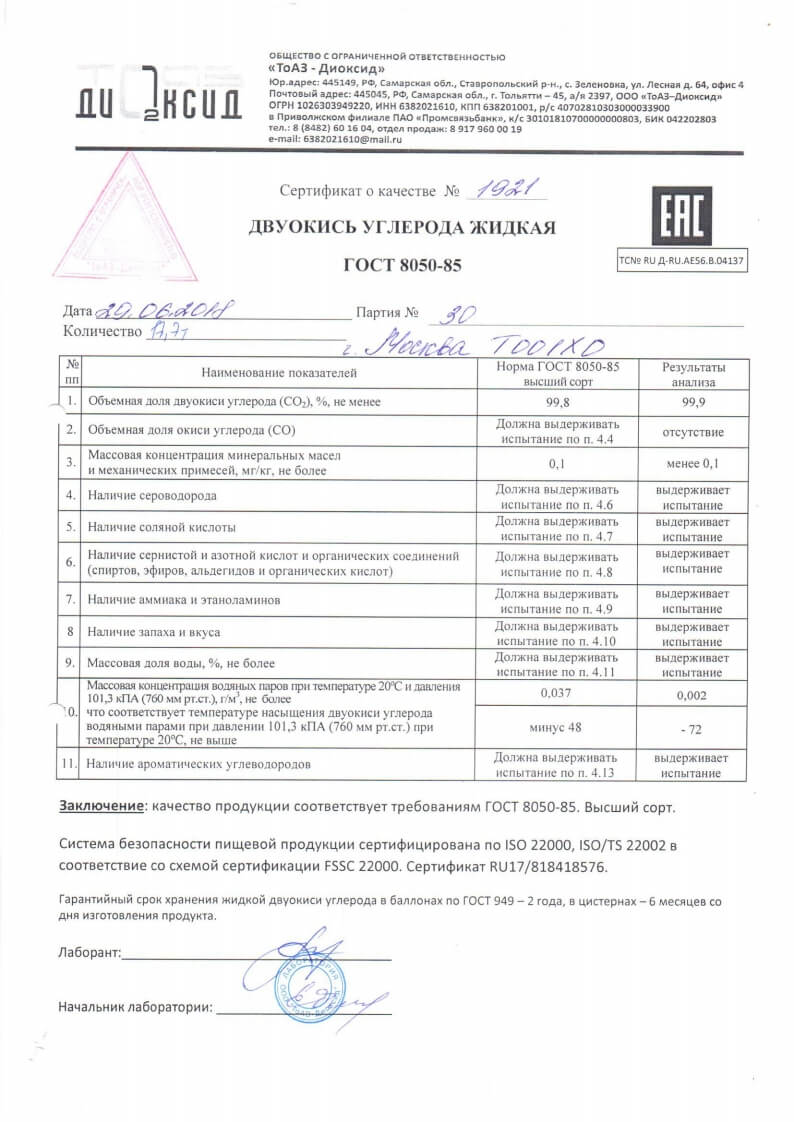 ДИ2КСИД
ОБЩЕСТВО С ОГРАНИЧЕННОЙ ОТВЕТСТВЕННОСТЬЮ
«ТоАЗ - Диоксид»
Юр.адрес: 445149, РФ, Самарская обл., Ставропольский р-н., с. Зеленовка, ул. Лесная д. 64, офис 4
Почтовый адрес: 445045, РФ, Самарская обл., г. Тольятти – 45, а/я 2397, ООО «ТоАЗ–Диоксид»
ОГРН 1026303949220, ИНН 6382021610, КПП 638201001, р/с 40702810303000033900
в Приволжском филиале ПАО «Промсвязьбанк», к/с 30101810700000000803, БИК 042202803
тел.: 8 (8482) 60 16 04, отдел продаж: 8 917 960 00 19
e-mail: 6382021610@mail.ru
Сертификат о качестве № 1921
ДВУОКИСЬ УГЛЕРОДА ЖИДКАЯ
ГОСТ 8050-85
EAC
ТС№ RU Д-RU.АЕ56.В.04137
Дата 29.06.2018 Партия № 30
Количество 17,7т
г. Москва Т001ХО
№ пп Наименование показателей Норма ГОСТ 8050-85 высший сорт Результаты анализа
1. Объемная доля двуокиси углерода (СО₂), %, не менее 99,8 99,9
2. Объемная доля окиси углерода (СО) Должна выдерживать испытание по п. 4.4 отсутствие
3. Массовая концентрация минеральных масел и механических примесей, мг/кг, не более 0,1 менее 0,1
4. Наличие сероводорода Должна выдерживать испытание по п. 4.6 выдерживает испытание
5. Наличие соляной кислоты Должна выдерживать испытание по п. 4.7 выдерживает испытание
6. Наличие сернистой и азотной кислот и органических соединений (спиртов, эфиров, альдегидов и органических кислот) Должна выдерживать испытание по п. 4.8 выдерживает испытание
7. Наличие аммиака и этаноламинов Должна выдерживать испытание по п. 4.9 выдерживает испытание
8 Наличие запаха и вкуса Должна выдерживать испытание по п. 4.10 выдерживает испытание
9. Массовая доля воды, %, не более Должна выдерживать испытание по п. 4.11 выдерживает испытание
10. Массовая концентрация водяных паров при температуре 20ºС и давления 101,3 кПА (760 мм рт.ст.), г/м³, не более 0,037 0,002
что соответствует температуре насыщения двуокиси углерода водяными парами при давлении 101,3 кПА (760 мм рт.ст.) при температуре 20ºС, не выше минус 48 - 72
11. Наличие ароматических углеводородов Должна выдерживать испытание по п. 4.13 выдерживает испытание
Заключение: качество продукции соответствует требованиям ГОСТ 8050-85. Высший сорт.
Система безопасности пищевой продукции сертифицирована по ISO 22000, ISO/TS 22002 в
соответствие со схемой сертификации FSSC 22000. Сертификат RU17/818418576.
Гарантийный срок хранения жидкой двуокиси углерода в баллонах по ГОСТ 949 – 2 года, в цистернах – 6 месяцев со
дня изготовления продукта.
Лаборант:
ЛАБОРАТОРИЯ
Начальник лаборатории: